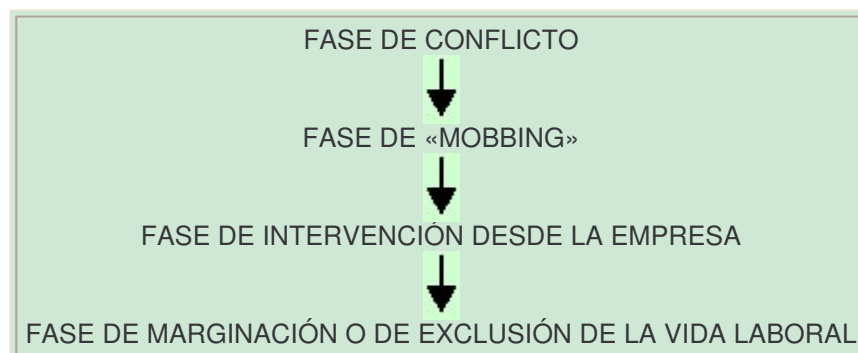 FASE DE CONFLICTO
FASE DE «MOBBING»
FASE DE INTERVENCIÓN DESDE LA EMPRESA
FASE DE MARGINACIÓN O DE EXCLUSIÓN DE LA VIDA LABORAL